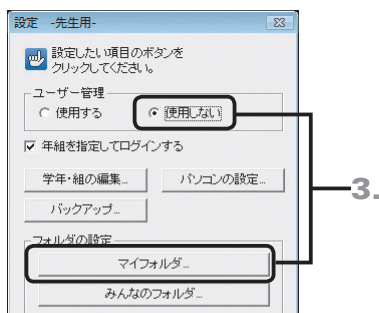 設定 -先生用-
設定したい項目のボタンを
クリックしてください。
ユーザー管理
使用する 使用しない
年組を指定してログインする
学年・組の編集... パソコンの設定...
バックアップ...
3.
フォルダの設定
マイフォルダ...
みんなのフォルダ...